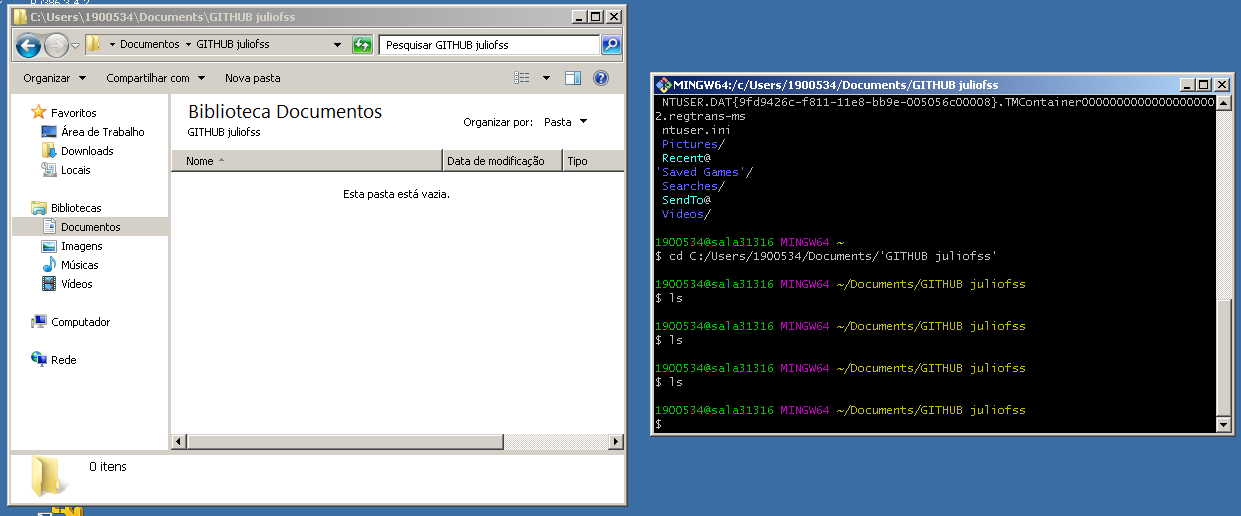 C:\Users\1900534\Documents\GITHUB juliofss
Documentos
GITHUB juliofss
Pesquisar GITHUB juliofss
Organizar
Compartilhar com
Nova pasta
Favoritos
Área de Trabalho
Downloads
Locais
Bibliotecas
Documentos
Imagens
Músicas
Vídeos
Computador
Rede
Biblioteca Documentos
GITHUB juliofss
Organizar por: Pasta
Nome
Data de modificação
Tipo
Esta pasta está vazia.
0 itens
MINGW64:/c/Users/1900534/Documents/GITHUB juliofss
NTUSER.DAT{9fd9426c-f811-11e8-bb9e-005056c00008}.TMContainer0000000000000000000
2.regtrans-ms
ntuser.ini
Pictures/
Recent@
'Saved Games'/
Searches/
SendTo@
Videos/
1900534@sala31316 MINGW64 ~
$ cd C:/Users/1900534/Documents/'GITHUB juliofss'
1900534@sala31316 MINGW64 ~/Documents/GITHUB juliofss
$ ls
1900534@sala31316 MINGW64 ~/Documents/GITHUB juliofss
$ ls
1900534@sala31316 MINGW64 ~/Documents/GITHUB juliofss
$ ls
1900534@sala31316 MINGW64 ~/Documents/GITHUB juliofss
$